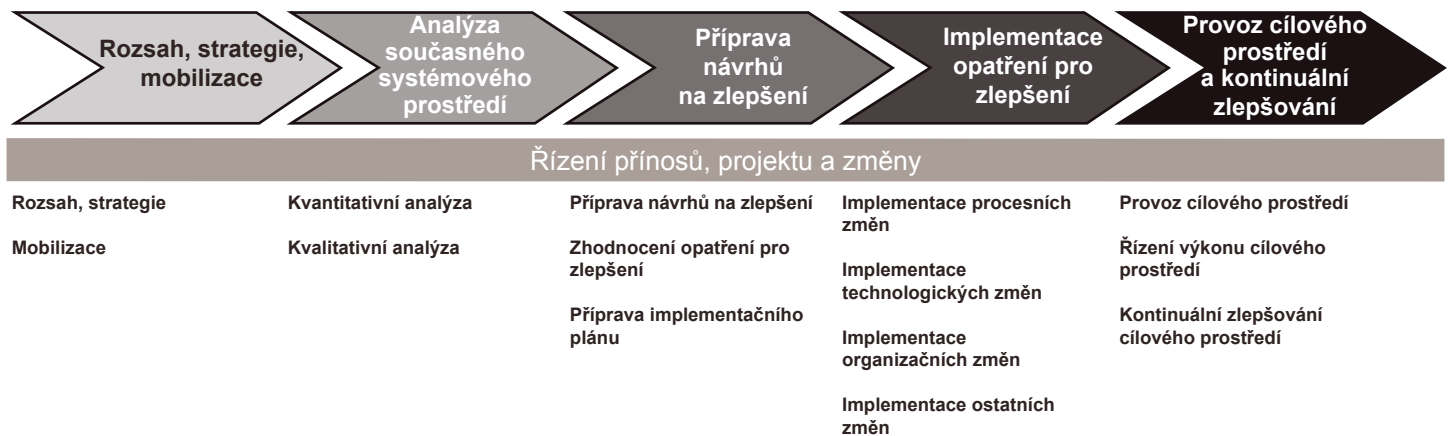 Rozsah, strategie,
mobilizace
Analýza
současného
systémového
prostředí
Příprava
návrhů
na zlepšení
Implementace
opatření pro
zlepšení
Provoz cílového
prostředí
a kontinuální
zlepšování
Řízení přínosů, projektu a změny
Rozsah, strategie
Mobilizace
Kvantitativní analýza
Kvalitativní analýza
Příprava návrhů na zlepšení
Zhodnocení opatření pro
zlepšení
Příprava implementačního
plánu
Implementace procesních
změn
Implementace
technologických změn
Implementace
organizačních změn
Implementace ostatních
změn
Provoz cílového prostředí
Řízení výkonu cílového
prostředí
Kontinuální zlepšování
cílového prostředí